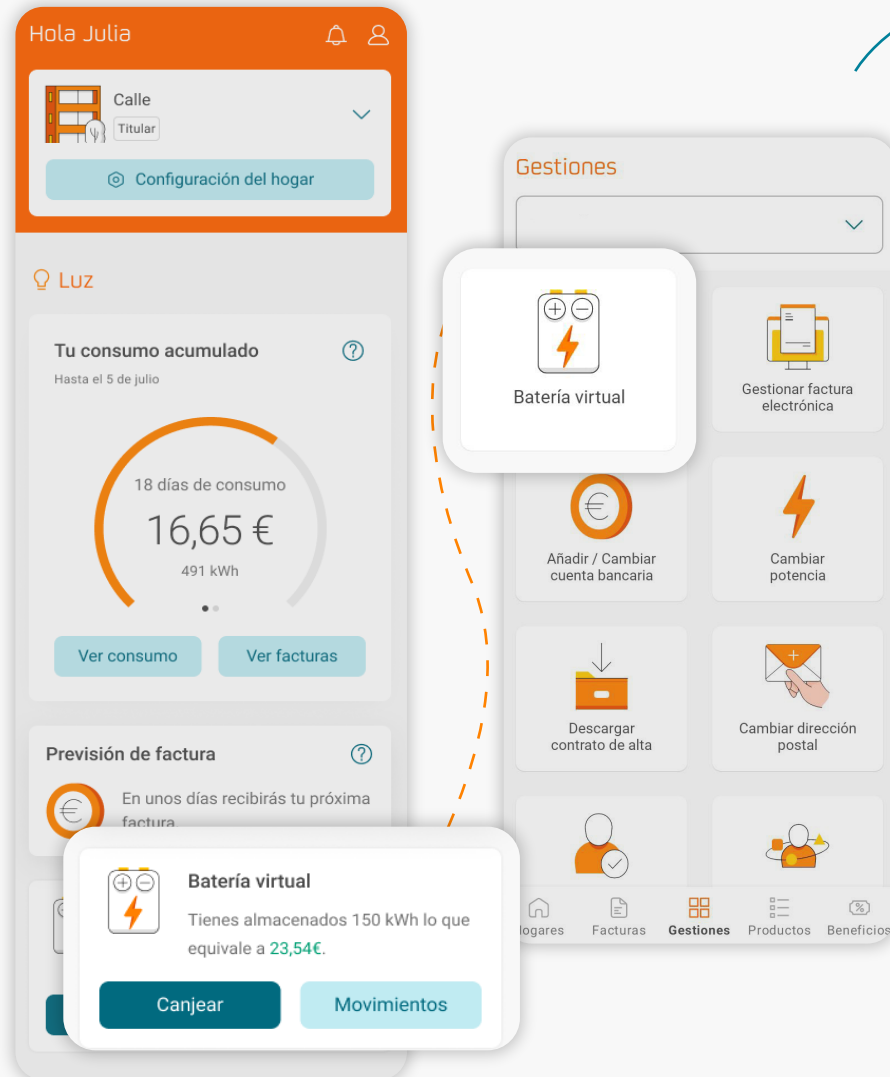 Hola Julia
Calle
Titular
Configuración del hogar
Luz
Tu consumo acumulado
Hasta el 5 de julio
18 días de consumo
16,65 €
491 kWh
Ver consumo
Ver facturas
Previsión de factura
En unos días recibirás tu próxima
factura.
Batería virtual
Tienes almacenados 150 kWh lo que
equivale a 23,54€.
Canjear
Movimientos
Gestiones
Batería virtual
Gestionar factura
electrónica
Añadir / Cambiar
cuenta bancaria
Cambiar
potencia
Descargar
contrato de alta
Cambiar dirección
postal
Hogares
Facturas
Gestiones
Productos
Beneficios